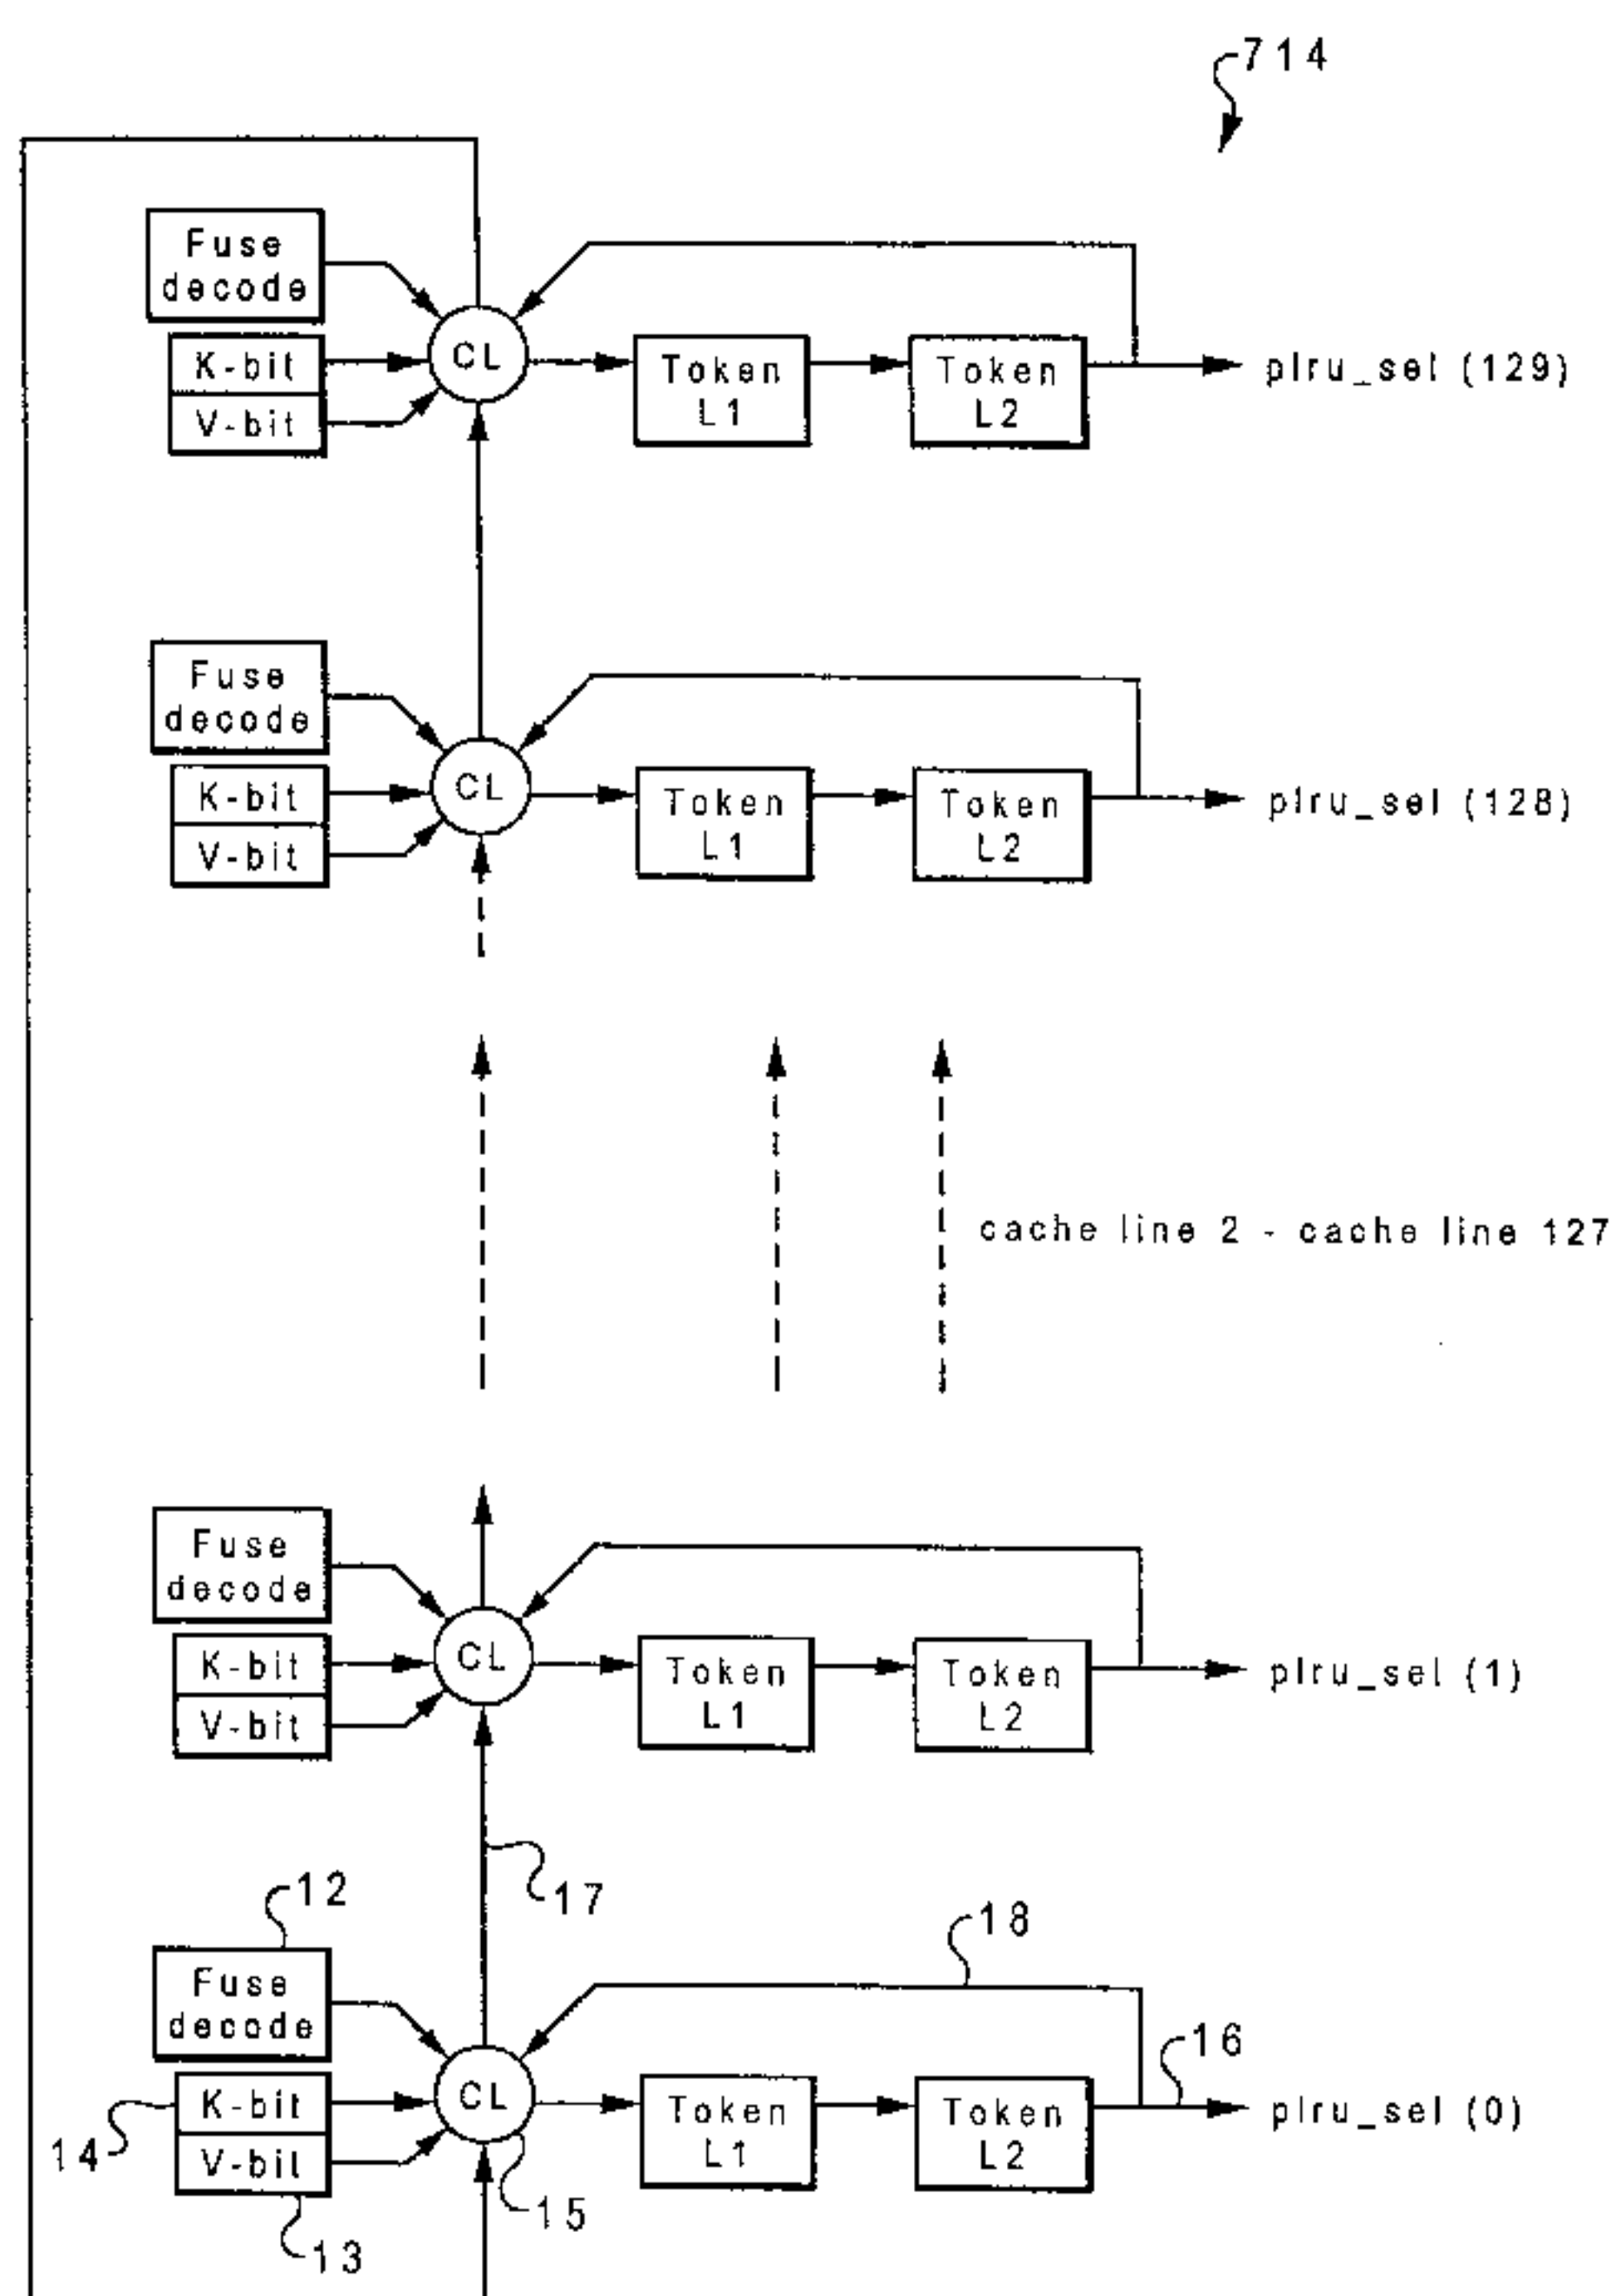 714
Fuse
decode
K-bit
V-bit
CL
Token
L1
Token
L2
plru_sel (129)
Fuse
decode
K-bit
V-bit
CL
Token
L1
Token
L2
plru_sel (128)
cache line 2 - cache line 127
Fuse
decode
K-bit
V-bit
CL
Token
L1
Token
L2
plru_sel (1)
17
12
18
Fuse
decode
16
K-bit
V-bit
CL
Token
L1
Token
L2
plru_sel (0)
14
15
13